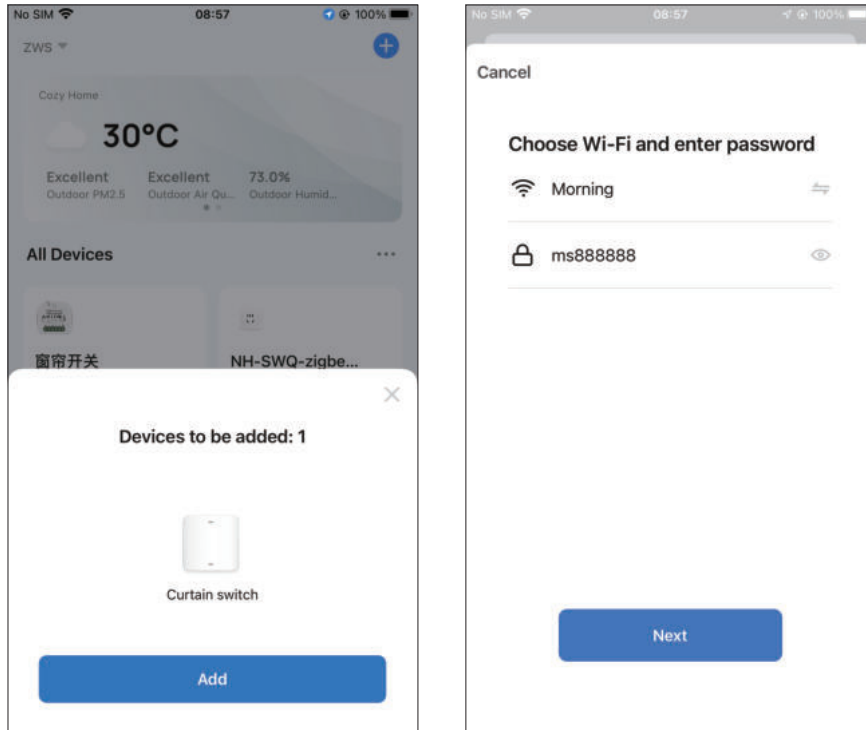 No SIM 08:57 100%
ZWS
Cozy Home
30°C
Excellent Excellent 73.0%
Outdoor PM2.5 Outdoor Air Qu... Outdoor Humid...
All Devices
窗帘开关 NH-SWQ-zigbe...
Devices to be added: 1
Curtain switch
Add
No SIM 08:57 100%
Cancel
Choose Wi-Fi and enter password
Morning
ms888888
Next